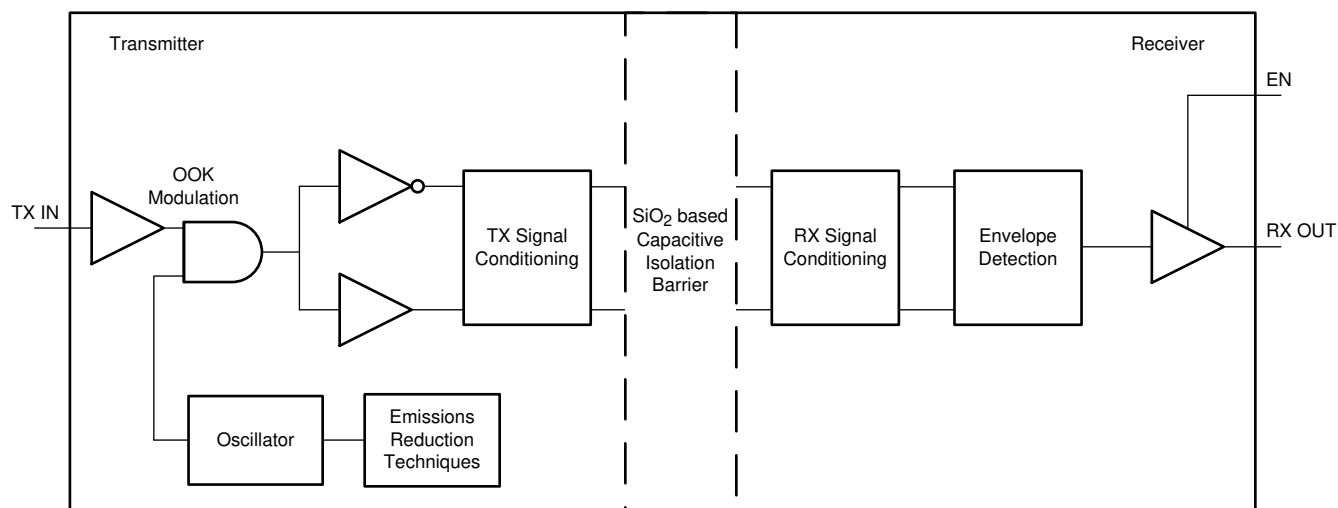 Transmitter
Receiver
EN
OOK
Modulation
TX IN
TX Signal
Conditioning
SiO2 based
Capacitive
Isolation
Barrier
RX Signal
Conditioning
Envelope
Detection
RX OUT
Oscillator
Emissions
Reduction
Techniques